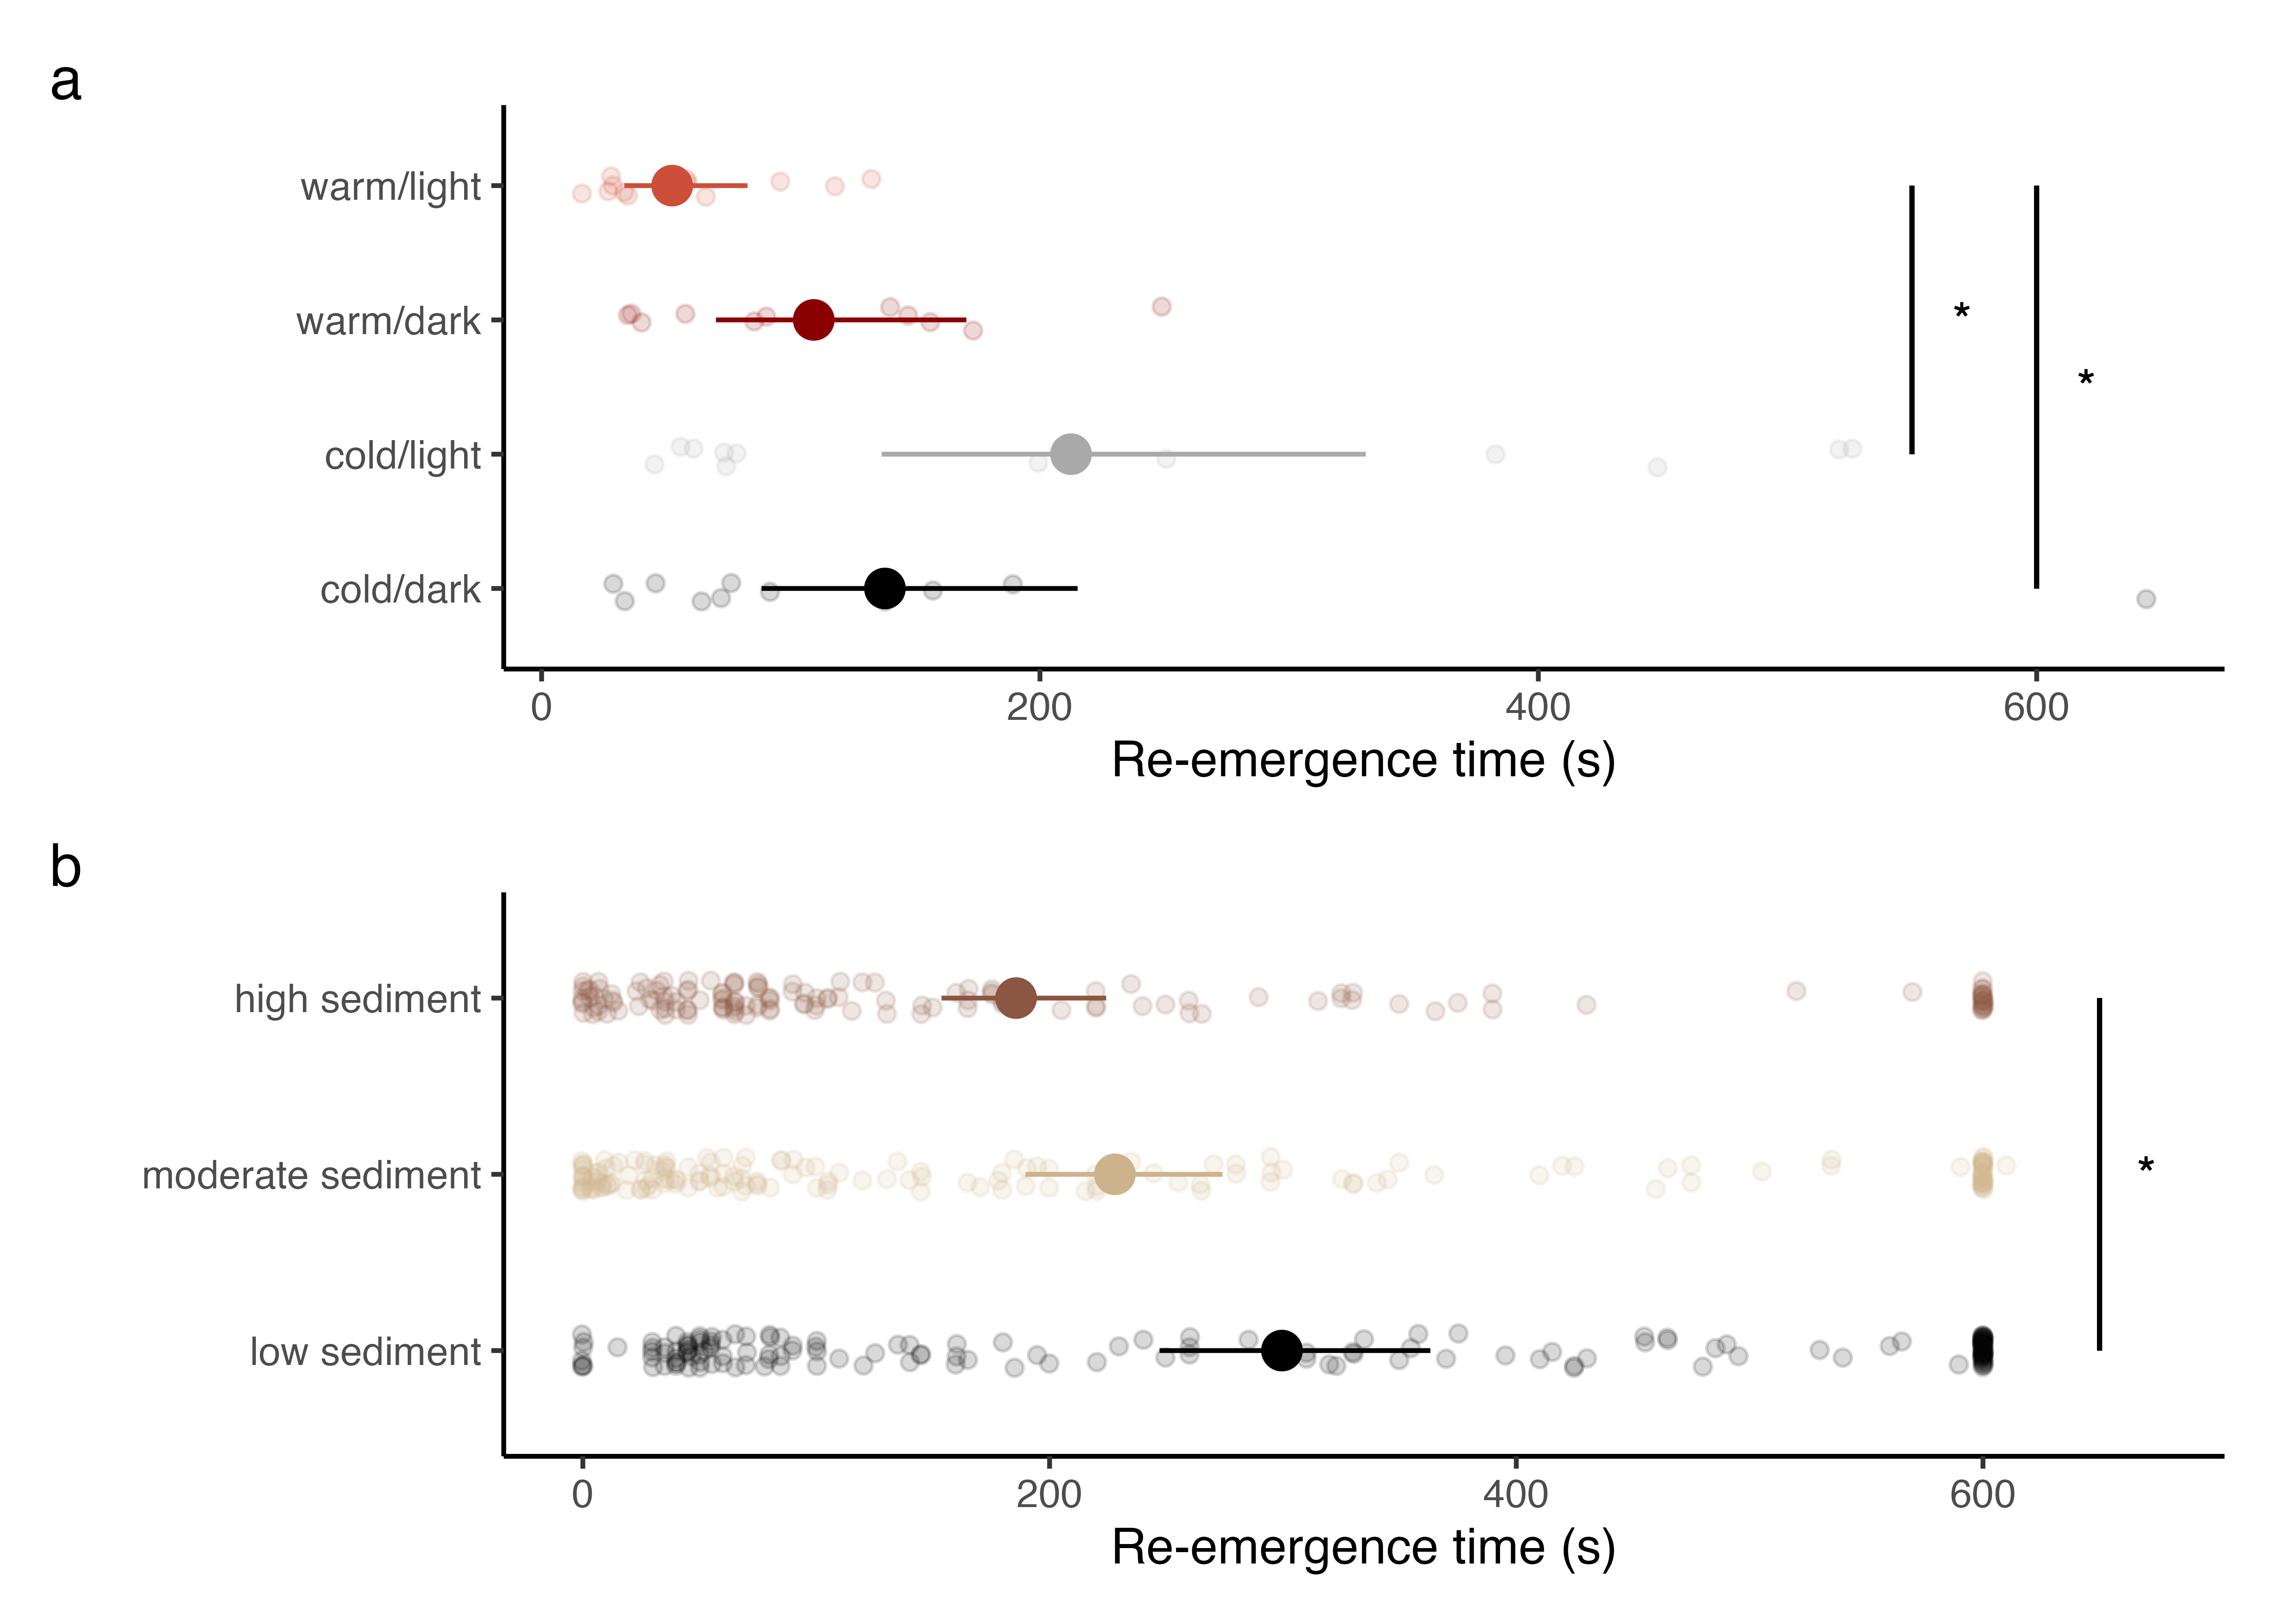 a
warm/light
warm/dark
*
*
cold/light
cold/dark
0 200 400 600
Re-emergence time (s)
b
high sediment
moderate sediment
*
low sediment
0 200 400 600
Re-emergence time (s)